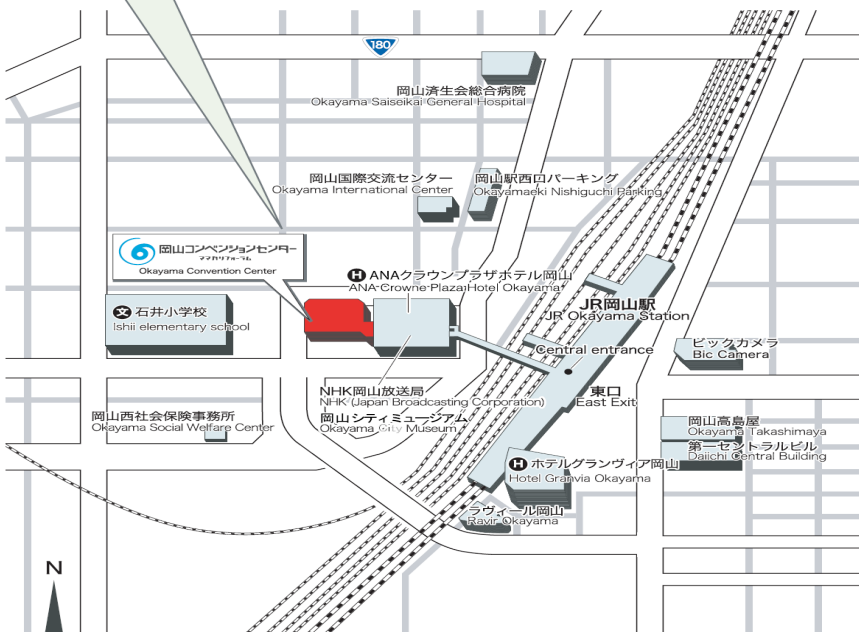 180
岡山済生会総合病院
Okayama Saiseikai General Hospital
岡山国際交流センター
Okayama International Center
岡山駅西口パーキング
Okayamaeki Nishiguchi Parking
岡山コンベンションセンター
ママカリフォーラム
Okayama Convention Center
H ANAクラウンプラザホテル岡山
ANA Crowne Plaza Hotel Okayama
文 石井小学校
Ishii elementary school
JR岡山駅
JR Okayama Station
Central entrance
ビックカメラ
Bic Camera
NHK岡山放送局
NHK (Japan Broadcasting Corporation)
岡山シティミュージアム
Okayama City Museum
東口
East Exit
岡山西社会保険事務所
Okayama Social Welfare Center
岡山高島屋
Okayama Takashimaya
第一セントラルビル
Daiichi Central Building
H ホテルグランヴィア岡山
Hotel Granvia Okayama
ラヴィール岡山
Ravir Okayama
N